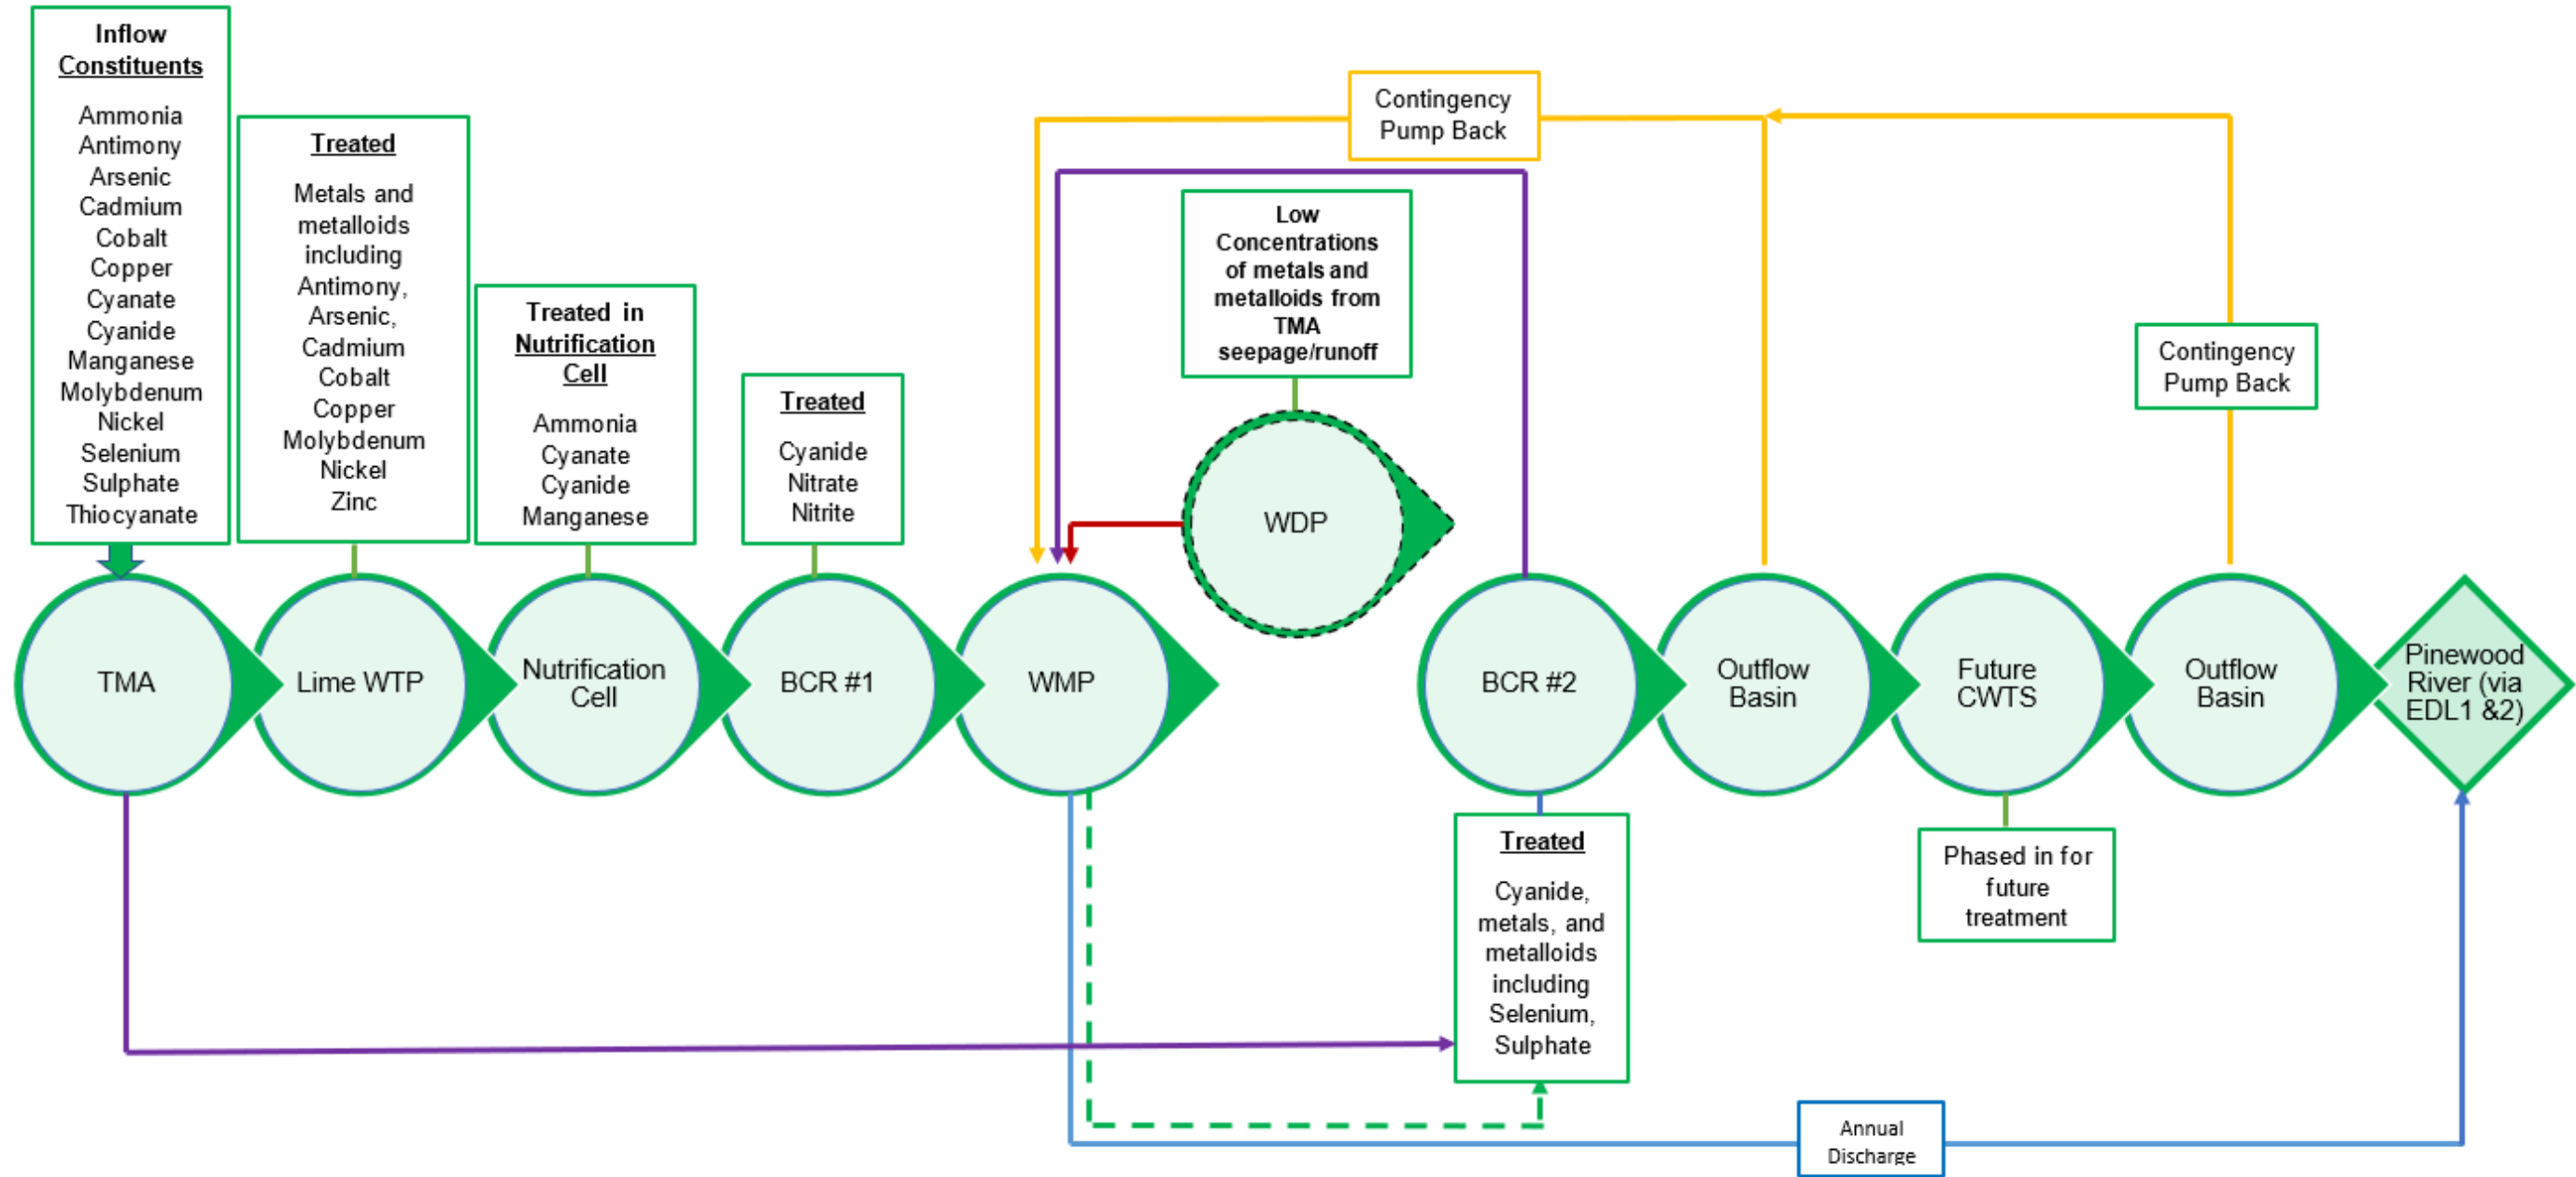 Inflow
Constituents
Ammonia
Antimony
Arsenic
Cadmium
Cobalt
Copper
Cyanate
Cyanide
Manganese
Molybdenum
Nickel
Selenium
Sulphate
Thiocyanate
Treated
Metals and
metalloids
including
Antimony,
Arsenic,
Cadmium
Cobalt
Copper
Molybdenum
Nickel
Zinc
Treated in
Nutrification
Cell
Ammonia
Cyanate
Cyanide
Manganese
Treated
Cyanide
Nitrate
Nitrite
Contingency
Pump Back
Low
Concentrations
of metals and
metalloids from
TMA
seepage/runoff
WDP
Contingency
Pump Back
TMA
Lime WTP
Nutrification
Cell
BCR #1
WMP
BCR #2
Outflow
Basin
Future
CWTS
Outflow
Basin
Pinewood
River (via
EDL1 &2)
Treated
Cyanide,
metals, and
metalloids
including
Selenium,
Sulphate
Phased in for
future
treatment
Annual
Discharge